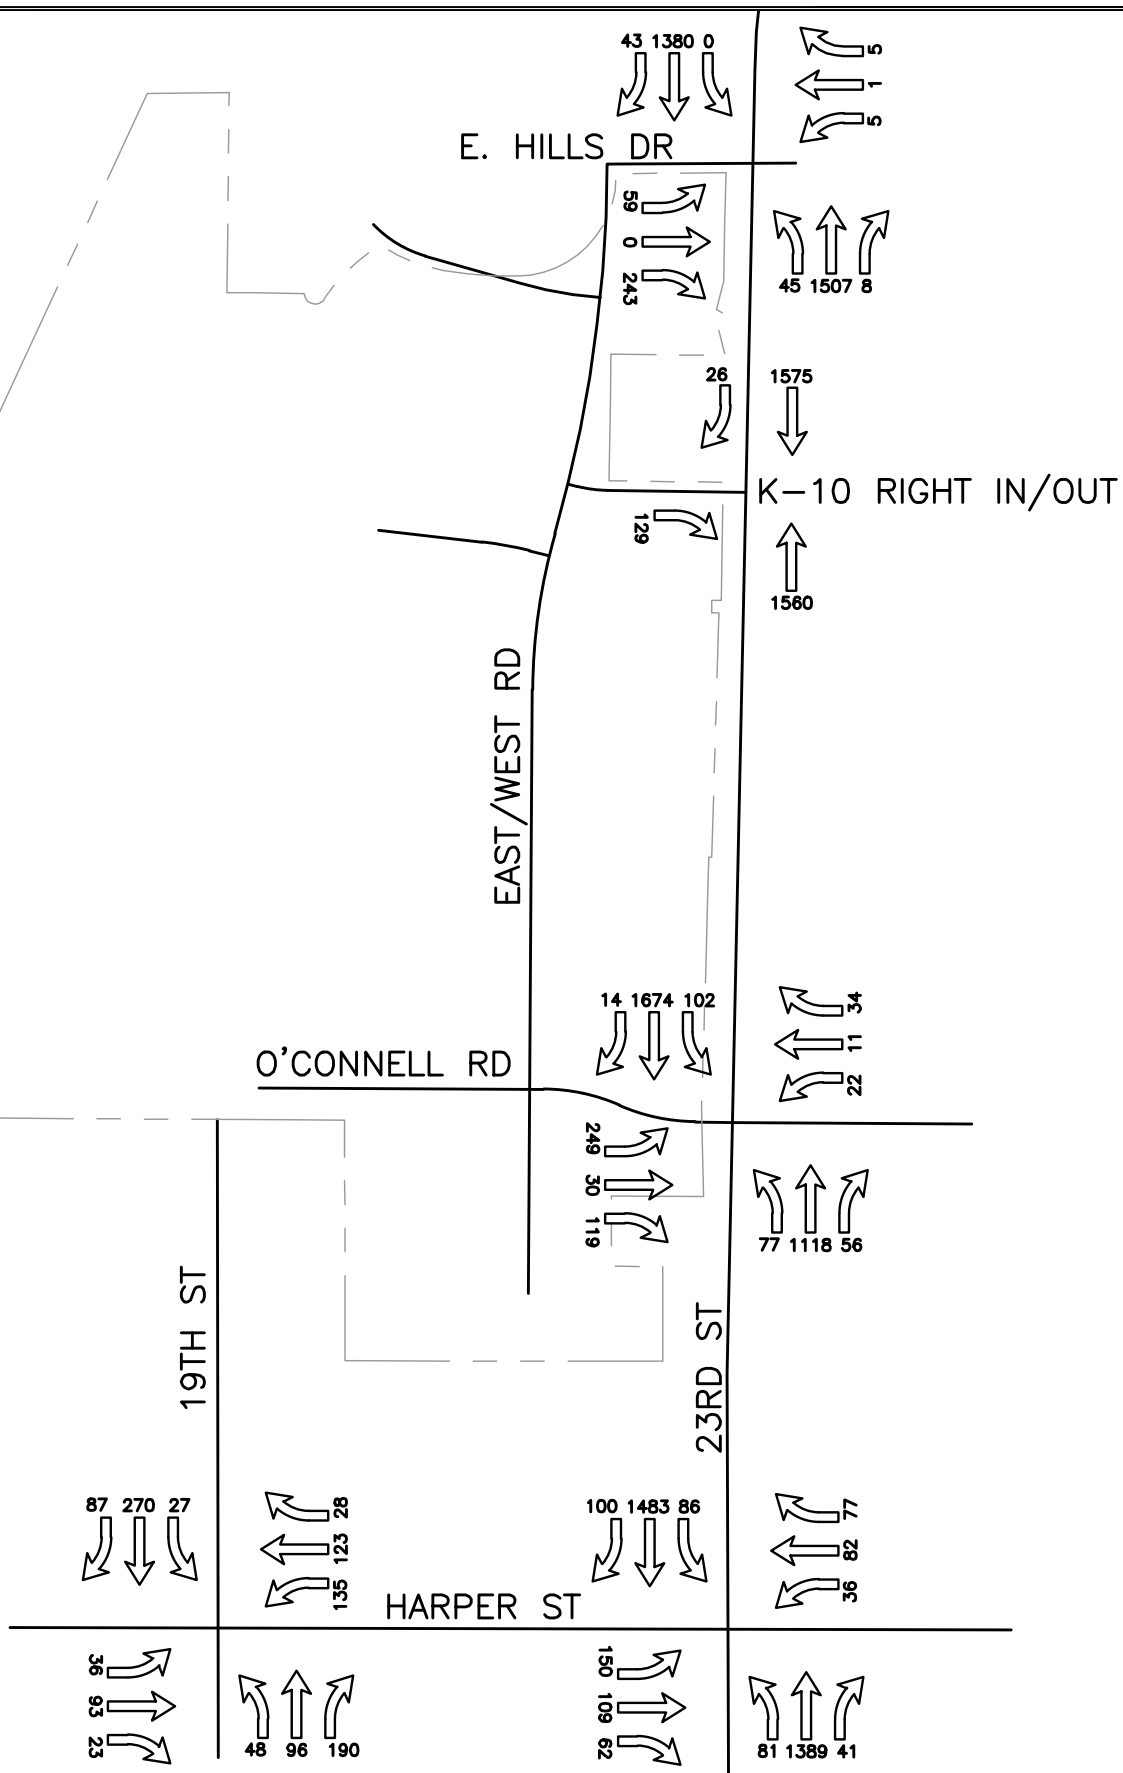 43 1380 0
5
1
5
E. HILLS DR
59
0
243
45 1507 8
26
1575
K-10 RIGHT IN/OUT
129
1560
EAST/WEST RD
14 1674 102
34
11
22
O'CONNELL RD
249
30
119
77 1118 56
19TH ST
23RD ST
87 270 27
28
123
135
100 1483 86
77
82
36
HARPER ST
36
93
23
48 96 190
150
109
62
81 1389 41